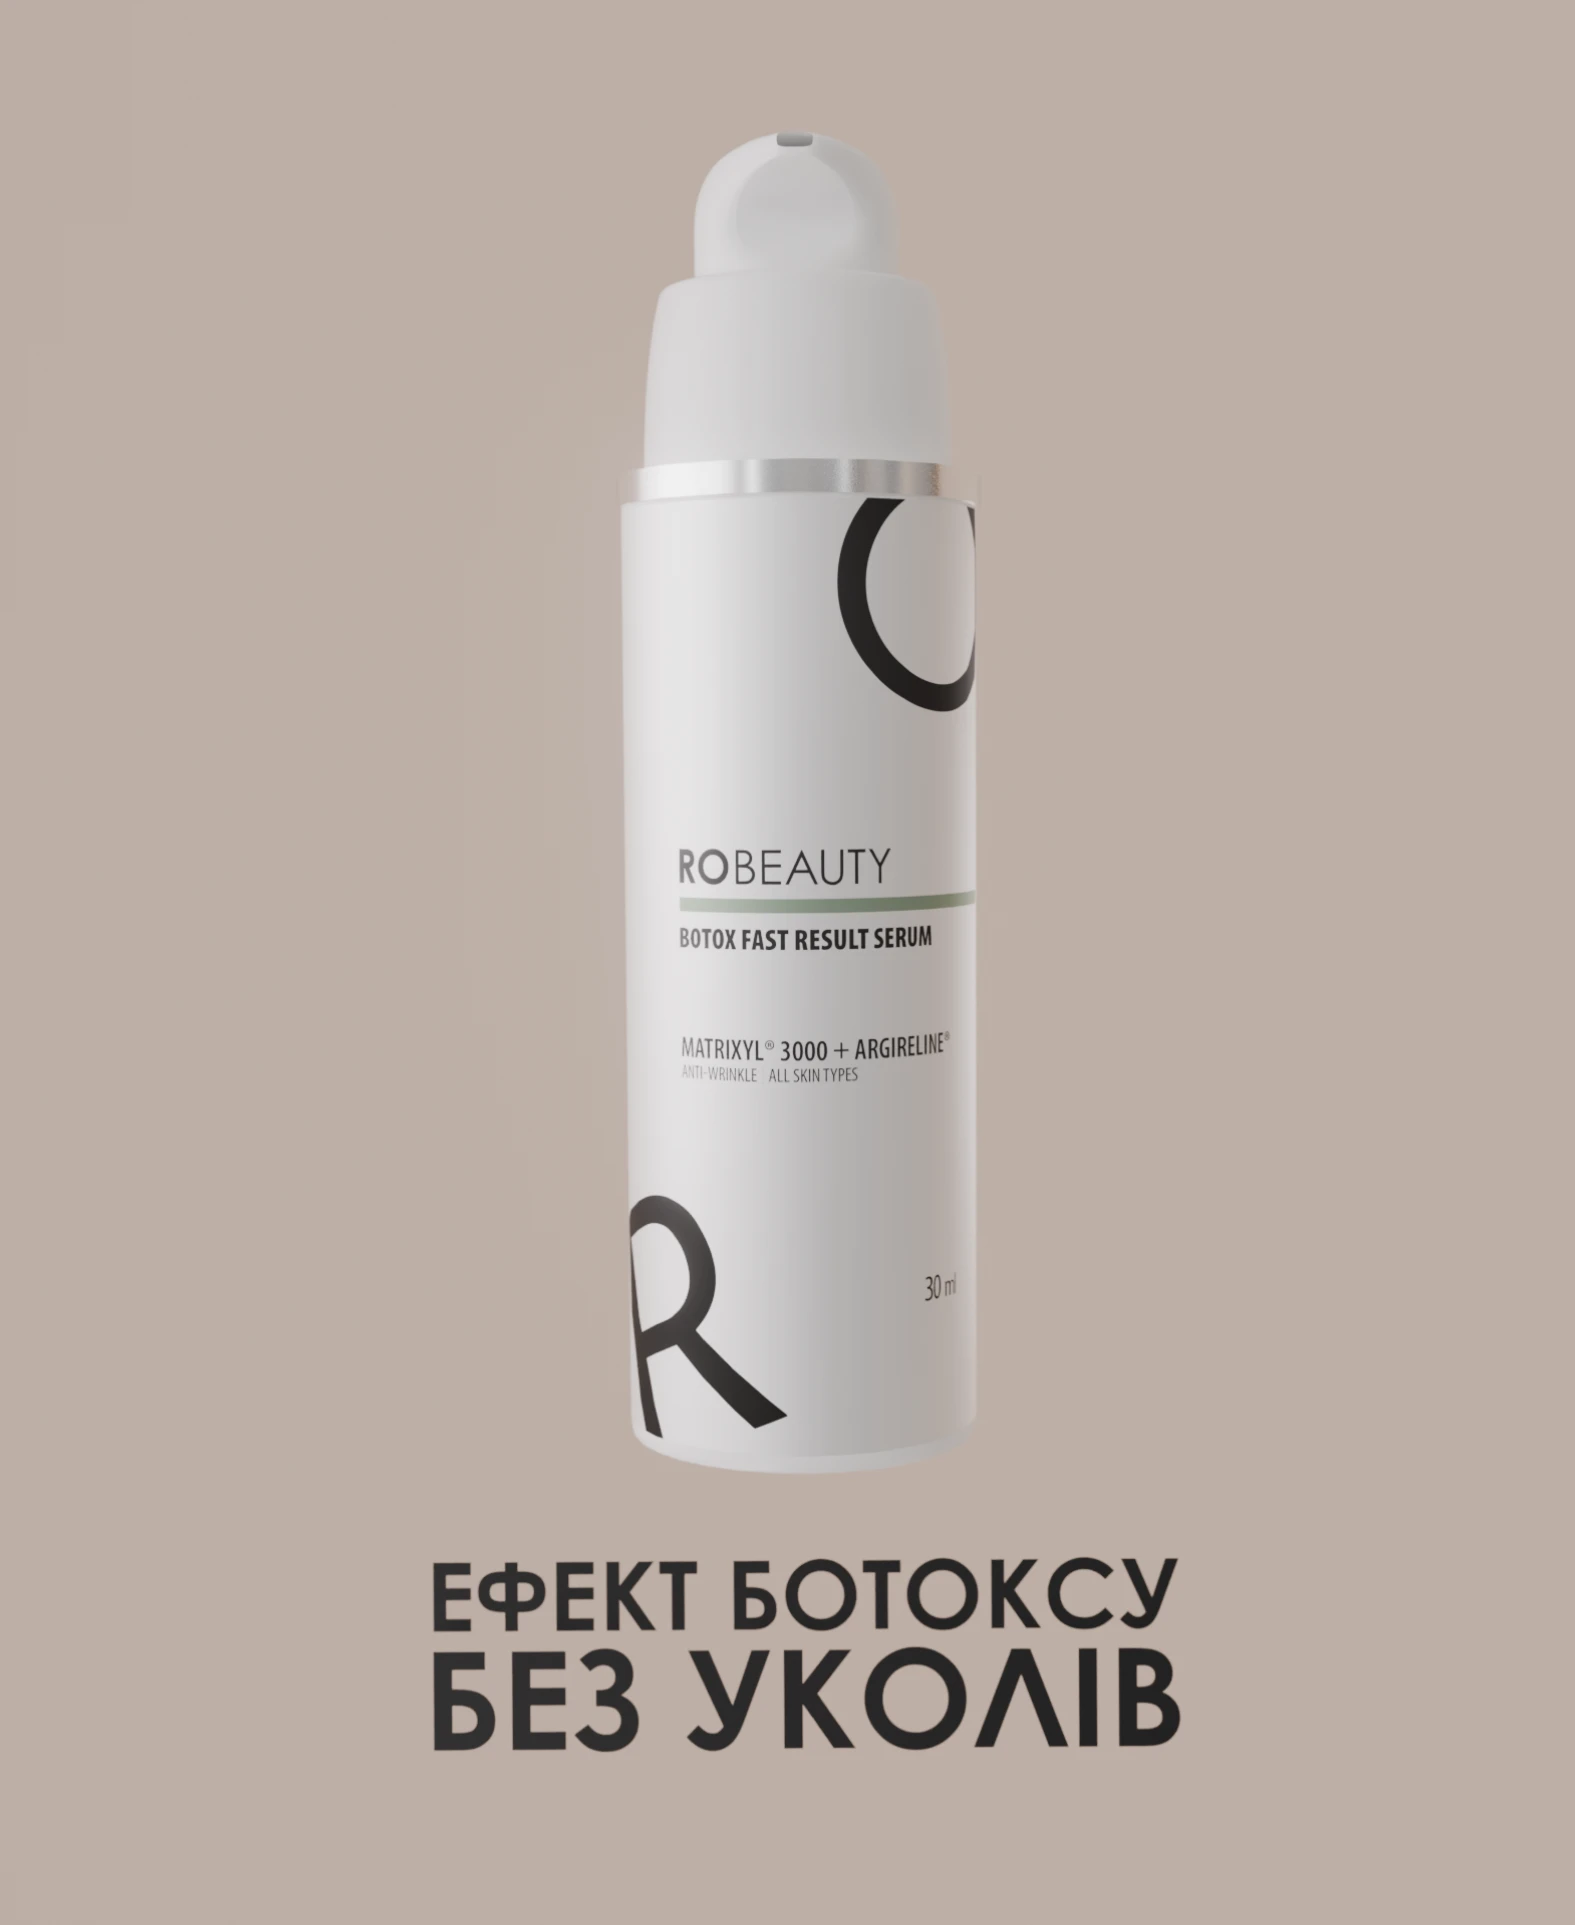 ROBEAUTY
BOTOX FAST RESULT SERUM
MATRIXYL® 3000 + ARGIRELINE®
ANTI-WRINKLE ALL SKIN TYPES
30 ml
R
ЕФЕКТ БОТОКСУ
БЕЗ УКОЛІВ